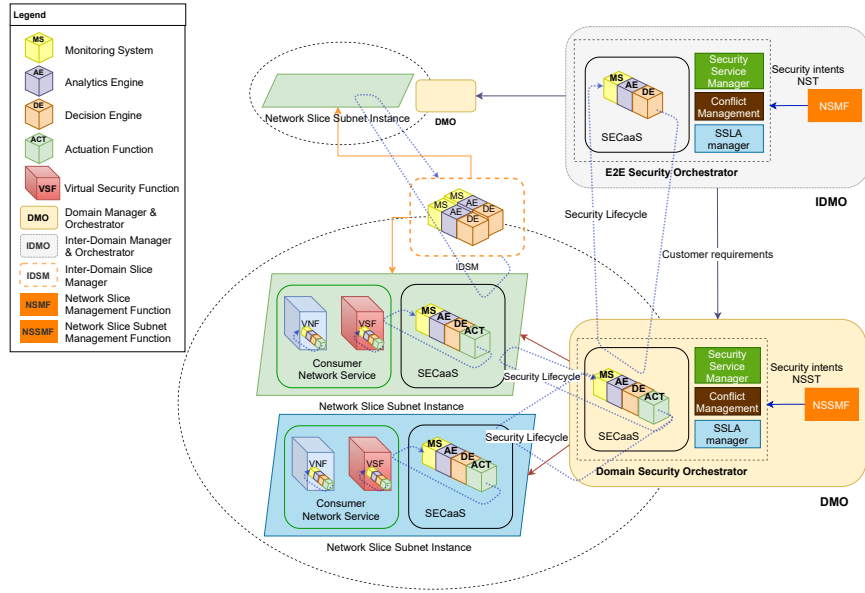 Legend
MS
Monitoring System
AE
Analytics Engine
DE
Decision Engine
ACT
Actuation Function
VSF
Virtual Security Function
DMO
Domain Manager &
Orchestrator
IDMO
Inter-Domain Manager
& Orchestrator
IDSM
Inter-Domain Slice
Manager
NSMF
Network Slice
Management Function
NSSMF
Network Slice Subnet
Management Function
Network Slice Subnet Instance
DMO
MS
AE
DE
SECaaS
Security
Service
Manager
Conflict
Management
SSLA
manager
E2E Security Orchestrator
Security intents
NST
NSMF
IDMO
MS
AE
DE
MS
AE
DE
IDSM
Security Lifecycle
Customer requirements
VNF
VSF
Consumer
Network Service
MS
AE
DE
ACT
SECaaS
Network Slice Subnet Instance
Security Lifecycle
VNF
VSF
Consumer
Network Service
MS
AE
DE
ACT
SECaaS
Network Slice Subnet Instance
Security Lifecycle
MS
AE
DE
ACT
SECaaS
Security
Service
Manager
Conflict
Management
SSLA
manager
Domain Security Orchestrator
Security intents
NSST
NSSMF
DMO